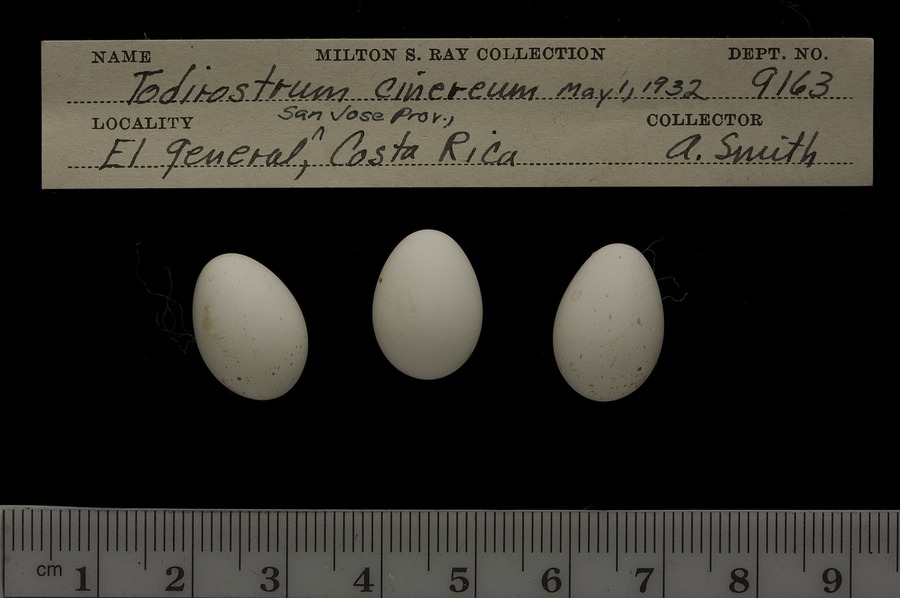 NAME MILTON S. RAY COLLECTION DEPT. NO.
Todirostrum cinereum May 1, 1932 9163
LOCALITY San Jose Prov., COLLECTOR
El General, ^ Costa Rica A. Smith
cm 1 2 3 4 5 6 7 8 9